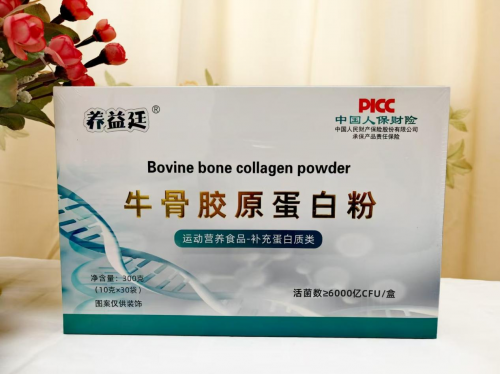 养益廷®
PICC
中国人保财险
中国人民财产保险股份有限公司
承保产品责任保险
Bovine bone collagen powder
牛骨胶原蛋白粉
运动营养食品-补充蛋白质类
净含量：300克
（10克×30袋）
图案仅供装饰
活菌数≥6000亿CFU/盒